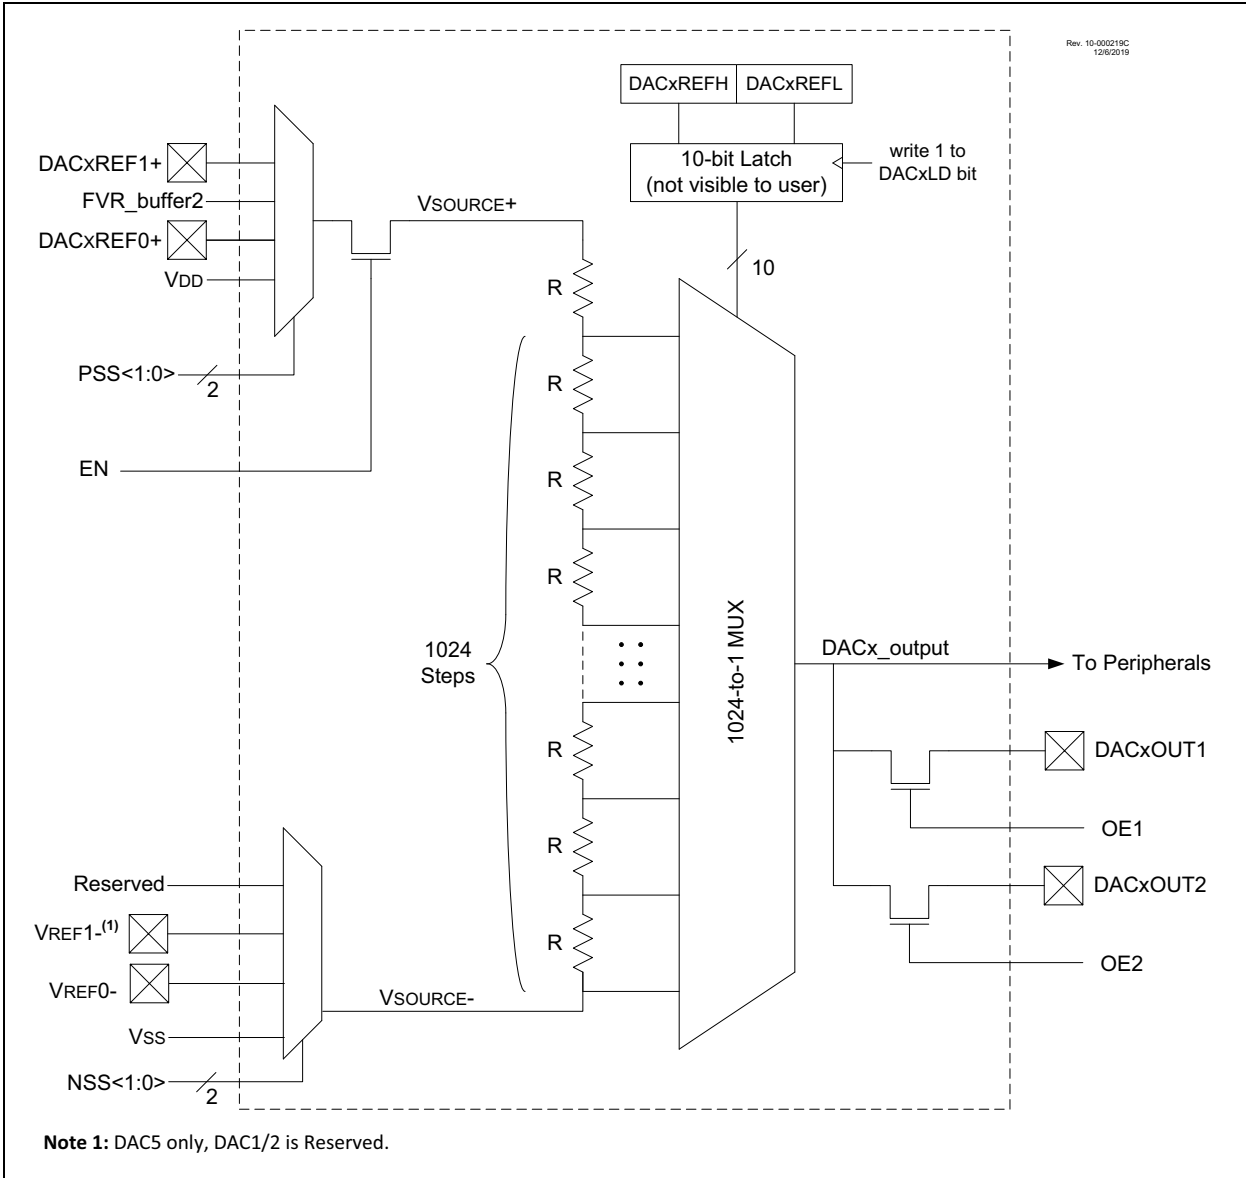 Rev. 10-000219C
12/6/2019
DACxREFH DACxREFL
10-bit Latch
(not visible to user)
write 1 to
DACxLD bit
10
DACxREF1+
FVR_buffer2
DACxREF0+
VDD
PSS<1:0>
2
EN
VSOURCE+
R
R
R
R
1024
Steps
R
R
R
1024-to-1 MUX
DACx_output
To Peripherals
DACxOUT1
OE1
DACxOUT2
OE2
Reserved
VREF1-(1)
VREF0-
VSS
NSS<1:0>
2
VSOURCE-
Note 1: DAC5 only, DAC1/2 is Reserved.